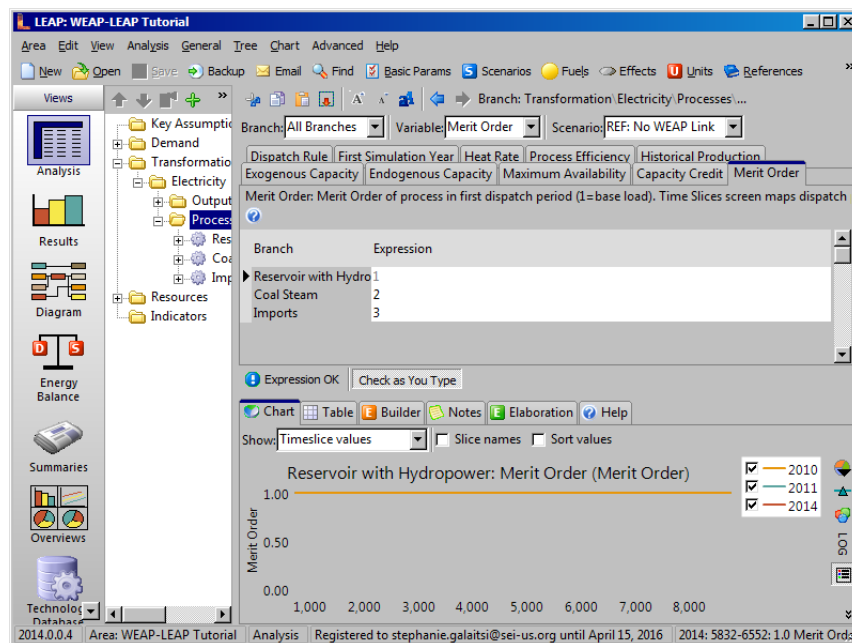 LEAP: WEAP-LEAP Tutorial
Area Edit View Analysis General Tree Chart Advanced Help
New Open Save Backup Email Find Basic Params Scenarios Fuels Effects Units References »
Views » Branch: Transformation\Electricity\Processes\...
Branch: All Branches Variable: Merit Order Scenario: REF: No WEAP Link
Analysis
Results
Diagram
Energy
Balance
Summaries
Overviews
Technolog
Database
Key Assumptio
Demand
Transformatio
Electricity
Output
Process
Res
Coa
Imp
Resources
Indicators
Dispatch Rule First Simulation Year Heat Rate Process Efficiency Historical Production
Exogenous Capacity Endogenous Capacity Maximum Availability Capacity Credit Merit Order
Merit Order: Merit Order of process in first dispatch period (1=base load). Time Slices screen maps dispatch
Branch Expression
Reservoir with Hydro 1
Coal Steam 2
Imports 3
Expression OK Check as You Type
Chart Table Builder Notes Elaboration Help
Show: Timeslice values Slice names Sort values
Reservoir with Hydropower: Merit Order (Merit Order)
Merit Order
1.00
0.50
0.00
1,000 2,000 3,000 4,000 5,000 6,000 7,000 8,000
2010
2011
2014
LOG
2014.0.0.4 Area: WEAP-LEAP Tutorial Analysis Registered to stephanie.galaitsi@sei-us.org until April 15, 2016 2014: 5832-6552: 1.0 Merit Ord